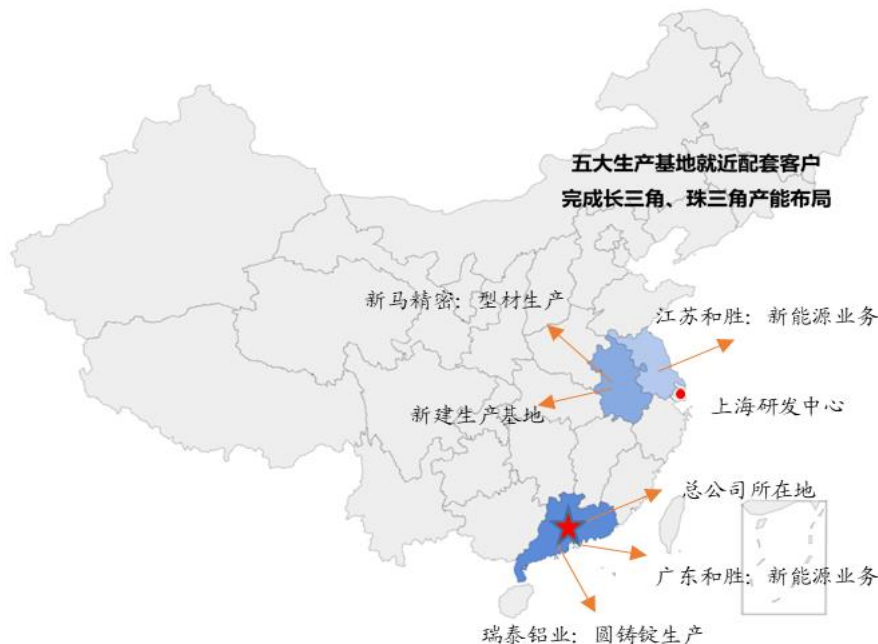 五大生产基地就近配套客户
完成长三角、珠三角产能布局
新马精密：型材生产
江苏和胜：新能源业务
新建生产基地
上海研发中心
总公司所在地
广东和胜：新能源业务
瑞泰铝业：圆铸锭生产